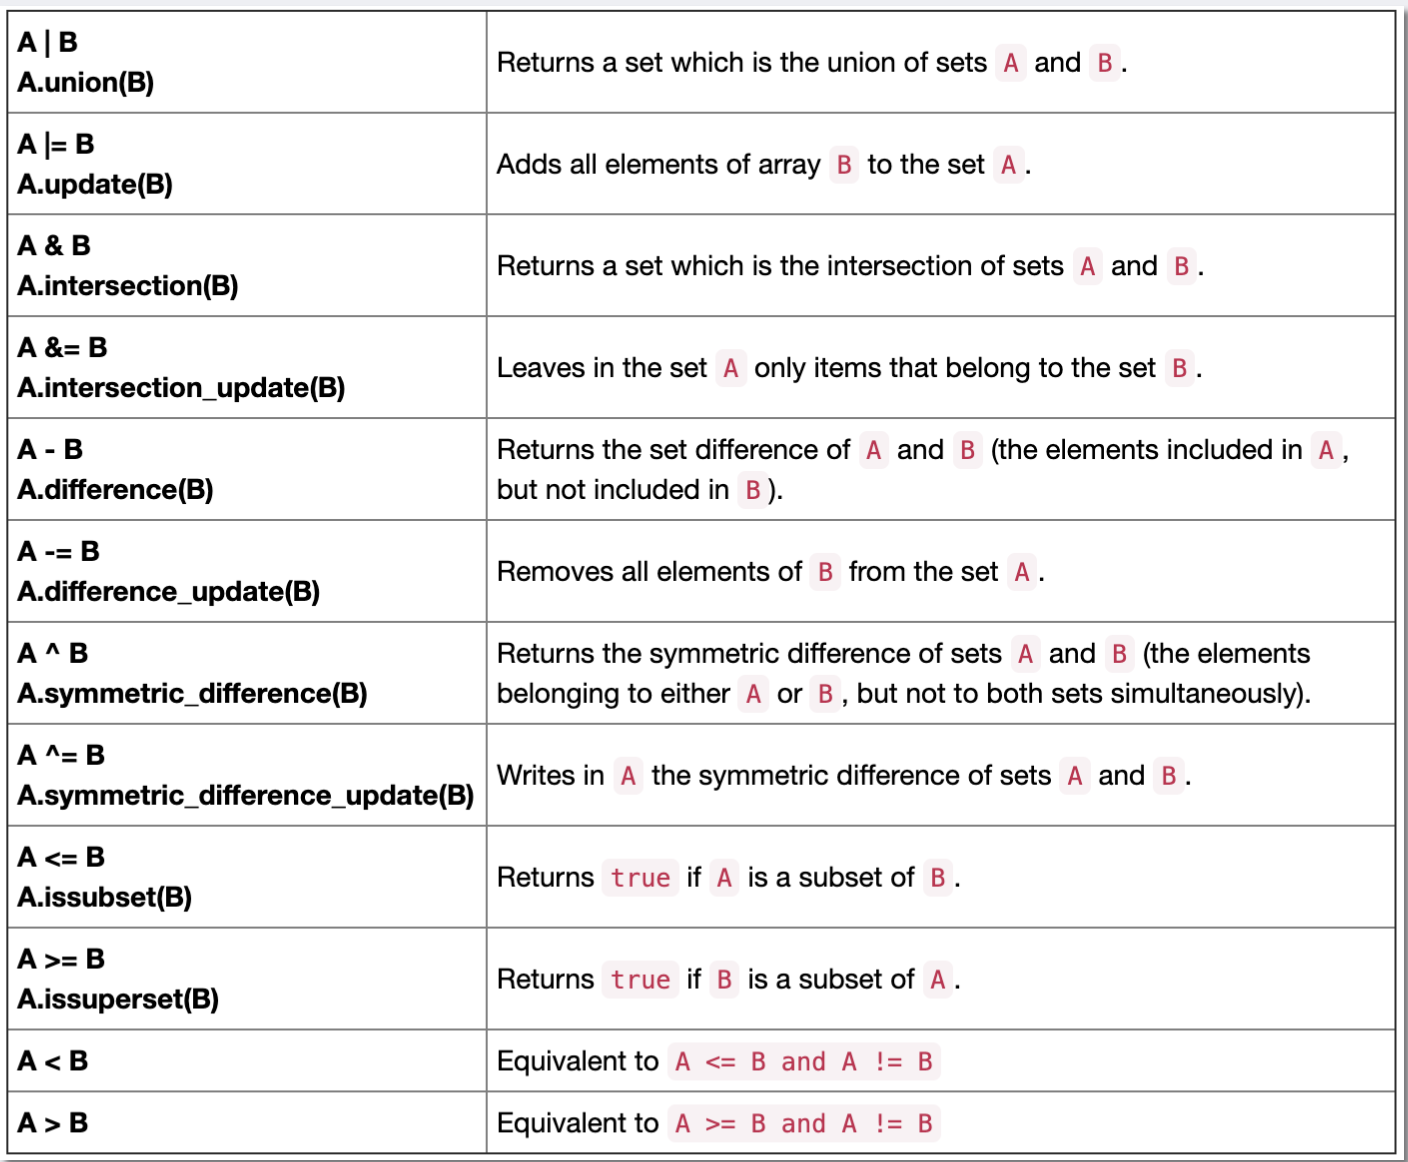 A | B
A.union(B)
Returns a set which is the union of sets A and B.
A |= B
A.update(B)
Adds all elements of array B to the set A.
A & B
A.intersection(B)
Returns a set which is the intersection of sets A and B.
A &= B
A.intersection_update(B)
Leaves in the set A only items that belong to the set B.
A - B
A.difference(B)
Returns the set difference of A and B (the elements included in A,
but not included in B).
A -= B
A.difference_update(B)
Removes all elements of B from the set A.
A ^ B
A.symmetric_difference(B)
Returns the symmetric difference of sets A and B (the elements
belonging to either A or B, but not to both sets simultaneously).
A ^= B
A.symmetric_difference_update(B)
Writes in A the symmetric difference of sets A and B.
A <= B
A.issubset(B)
Returns true if A is a subset of B.
A >= B
A.issuperset(B)
Returns true if B is a subset of A.
A < B
Equivalent to A <= B and A != B
A > B
Equivalent to A >= B and A != B